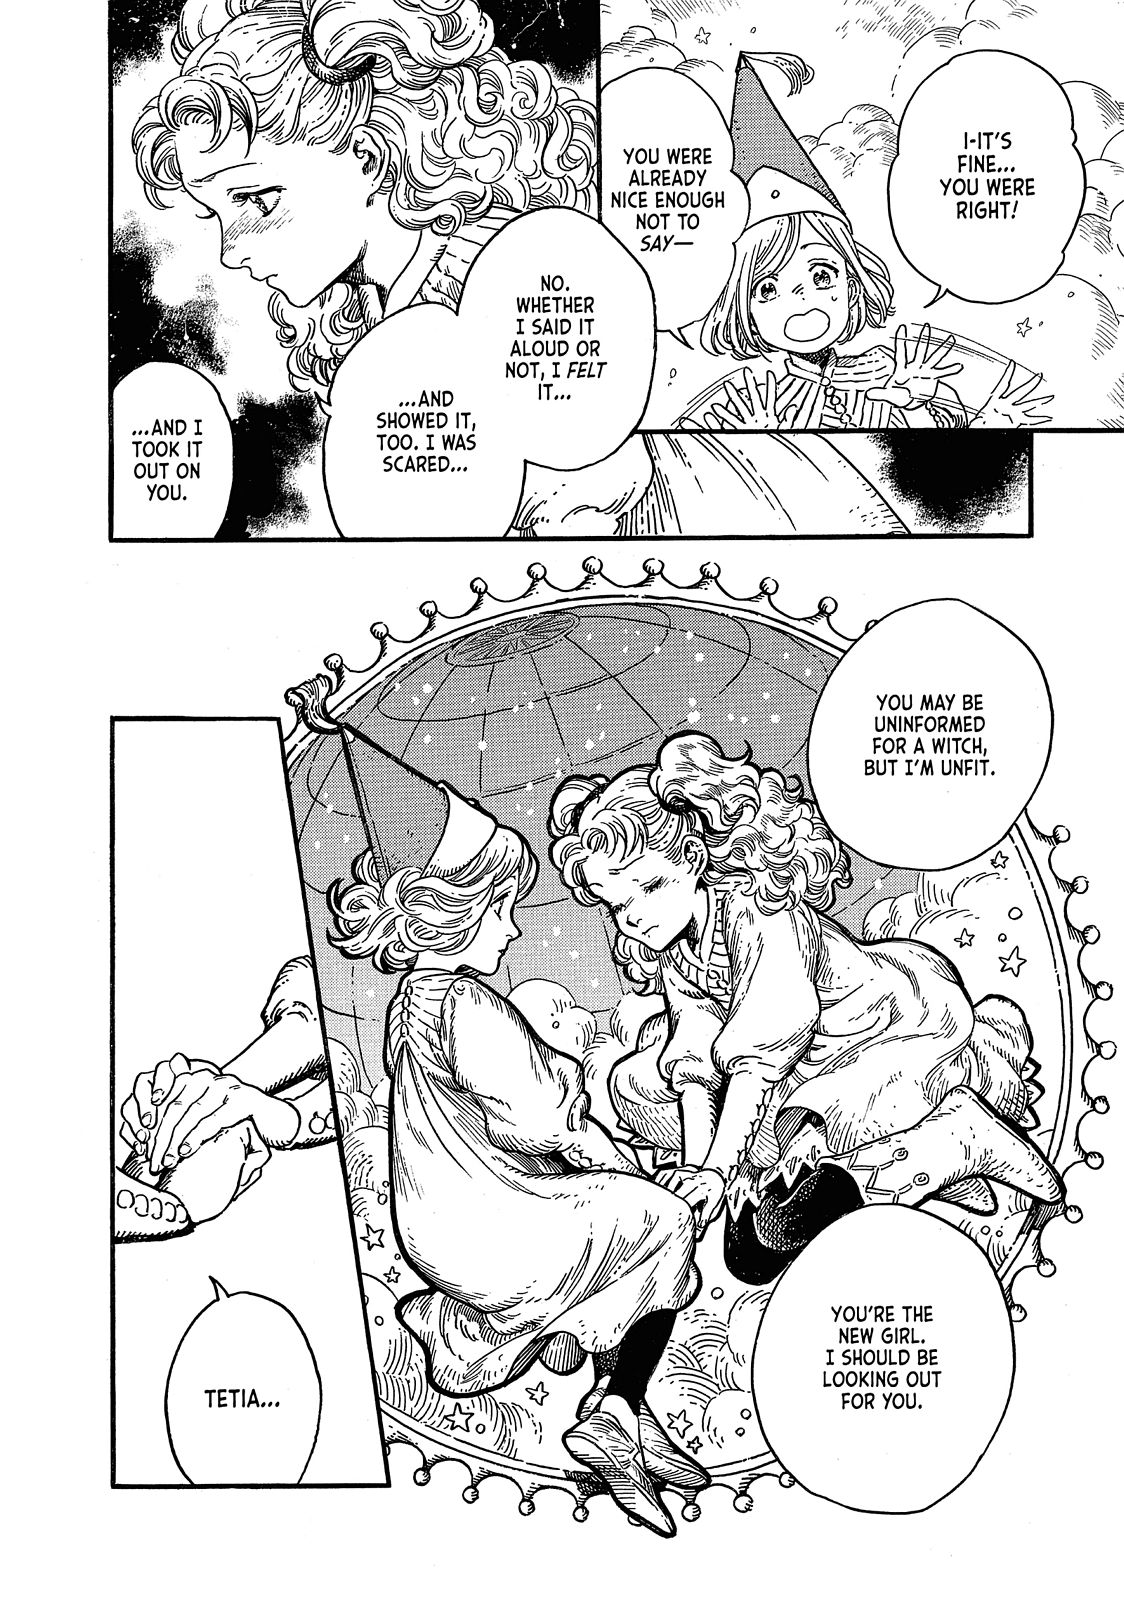 I-IT'S
FINE...
YOU WERE
RIGHT!
YOU WERE
ALREADY
NICE ENOUGH
NOT TO
SAY—
NO.
WHETHER
I SAID IT
ALOUD OR
NOT, I FELT
IT...
...AND
SHOWED IT,
TOO. I WAS
SCARED...
...AND I
TOOK IT
OUT ON
YOU.
YOU MAY BE
UNINFORMED
FOR A WITCH,
BUT I'M UNFIT.
YOU'RE THE
NEW GIRL.
I SHOULD BE
LOOKING OUT
FOR YOU.
TETIA...